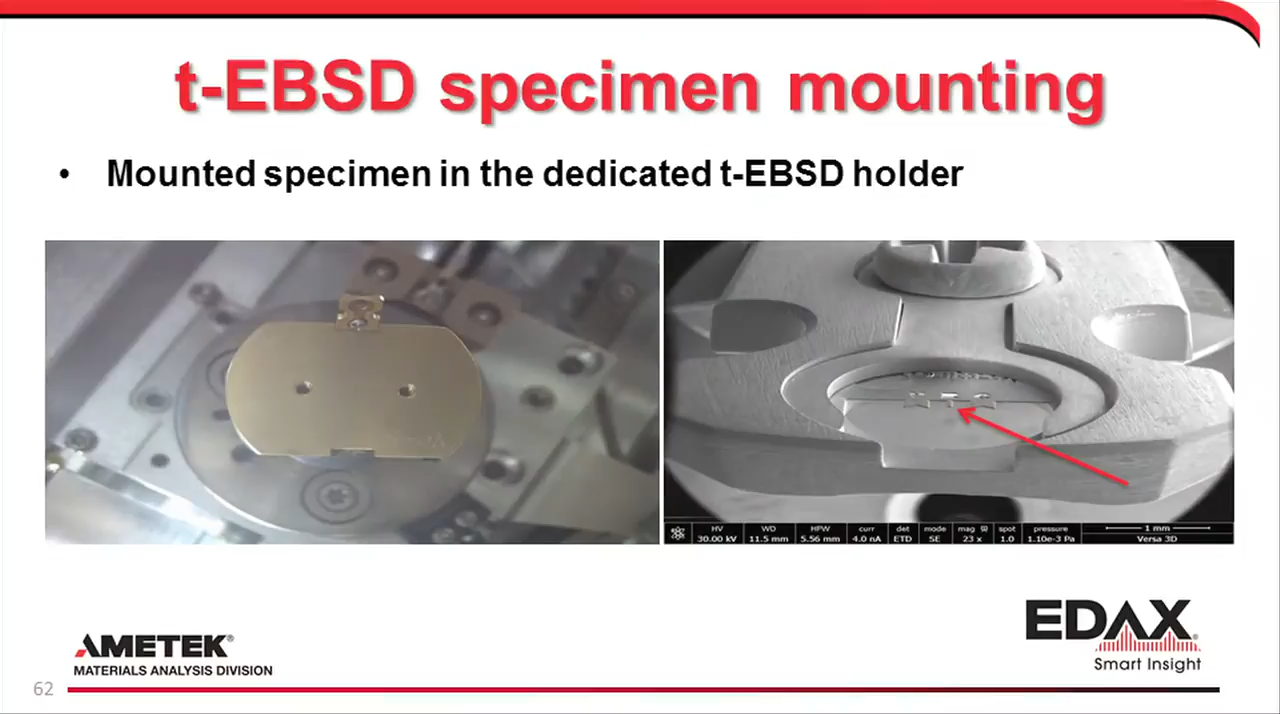 t-EBSD specimen mounting
• Mounted specimen in the dedicated t-EBSD holder
HV WD HFW curr det mode mag spot pressure 1 mm
30.00 kV 11.5 mm 5.56 mm 4.0 nA ETD SE 23 x 1.0 1.10e-3 Pa Versa 3D
AMETEK®
MATERIALS ANALYSIS DIVISION
EDAX®
Smart Insight
62